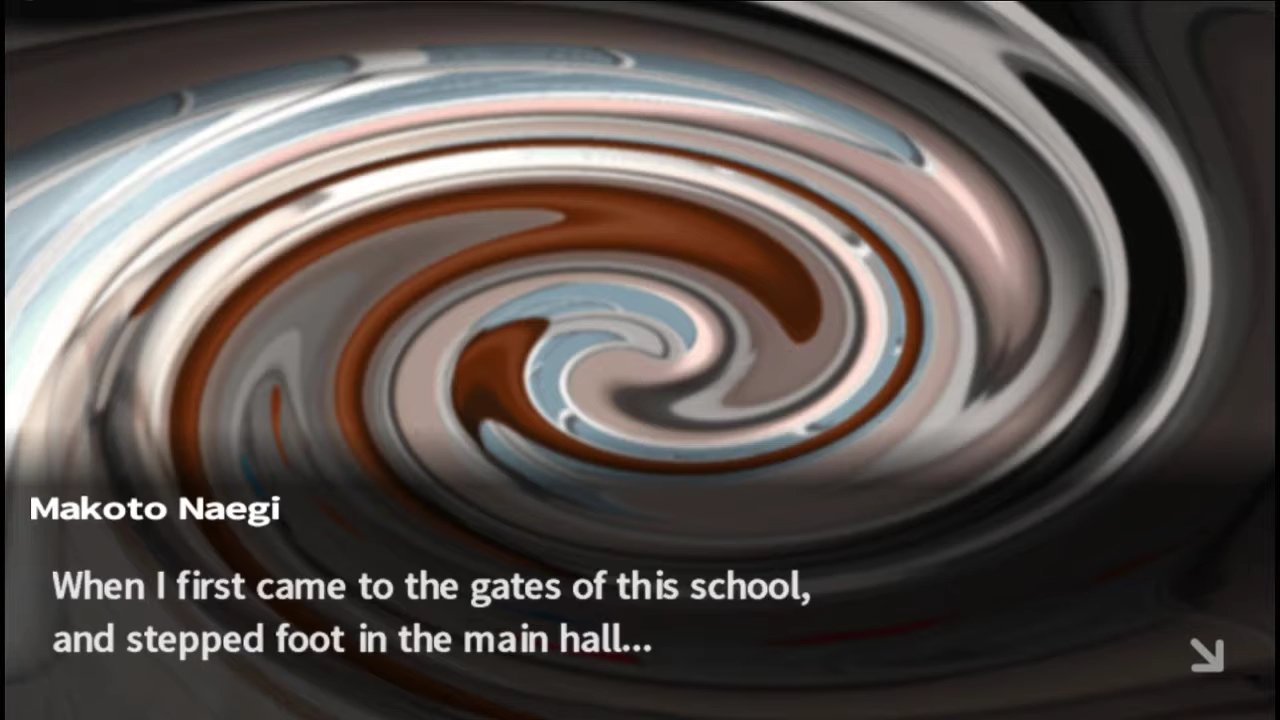 Makoto Naegi
When I first came to the gates of this school,
and stepped foot in the main hall...